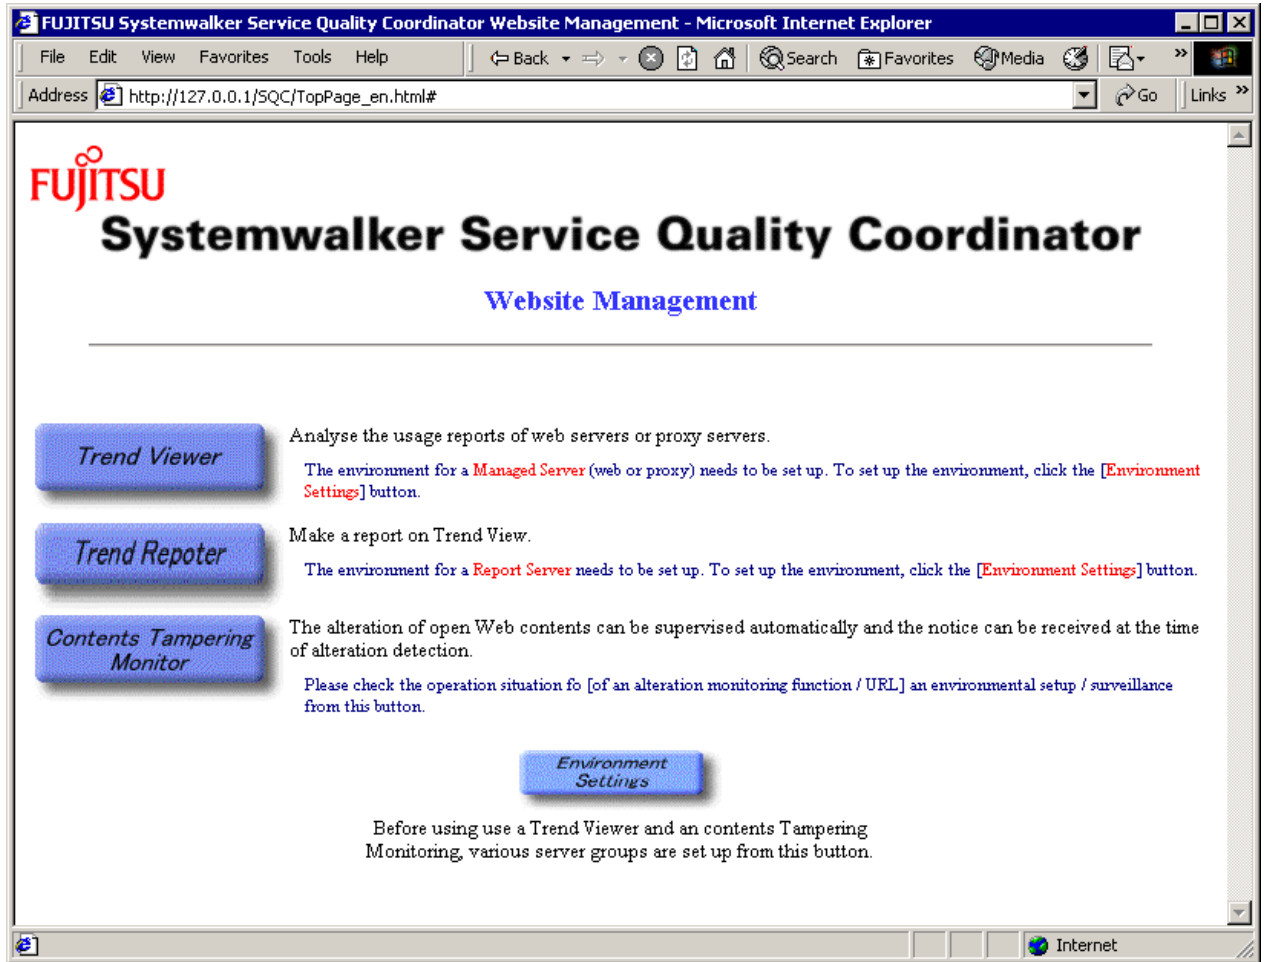 FUJITSU Systemwalker Service Quality Coordinator Website Management - Microsoft Internet Explorer
File Edit View Favorites Tools Help Back Search Favorites Media »
Address http://127.0.0.1/SQC/TopPage_en.html# Go Links »
FUJITSU
Systemwalker Service Quality Coordinator
Website Management
Trend Viewer
Analyse the usage reports of web servers or proxy servers.
The environment for a Managed Server (web or proxy) needs to be set up. To set up the environment, click the [Environment
Settings] button.
Trend Repoter
Make a report on Trend View.
The environment for a Report Server needs to be set up. To set up the environment, click the [Environment Settings] button.
Contents Tampering
Monitor
The alteration of open Web contents can be supervised automatically and the notice can be received at the time
of alteration detection.
Please check the operation situation fo [of an alteration monitoring function / URL] an environmental setup / surveillance
from this button.
Environment
Settings
Before using use a Trend Viewer and an contents Tampering
Monitoring, various server groups are set up from this button.
Internet